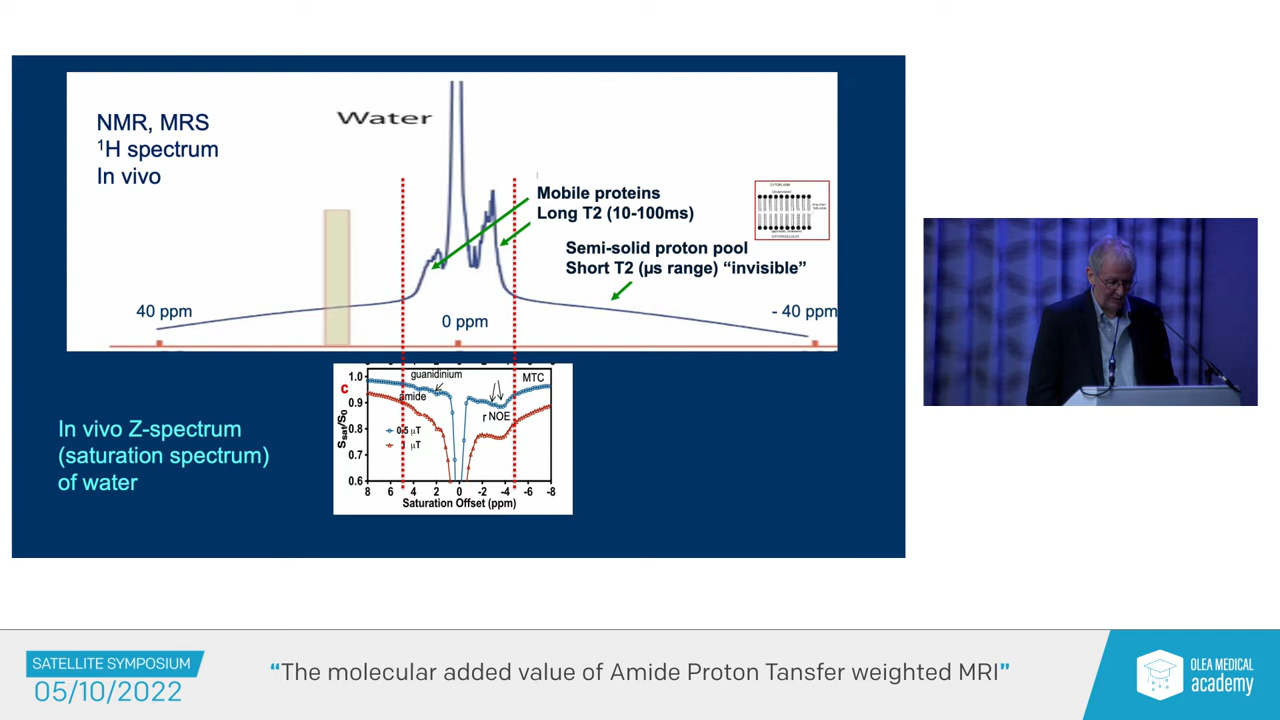 NMR, MRS
¹H spectrum
In vivo
Water
Mobile proteins
Long T2 (10-100ms)
Semi-solid proton pool
Short T2 (µs range) “invisible”
40 ppm
0 ppm
- 40 ppm
In vivo Z-spectrum
(saturation spectrum)
of water
c
guanidinium
amide
MTC
r NOE
0.5 µT
1 µT
Ssat/S0
1.0
0.9
0.8
0.7
0.6
8 6 4 2 0 -2 -4 -6 -8
Saturation Offset (ppm)
SATELLITE SYMPOSIUM
05/10/2022
“The molecular added value of Amide Proton Tansfer weighted MRI”
OLEA MEDICAL
academy